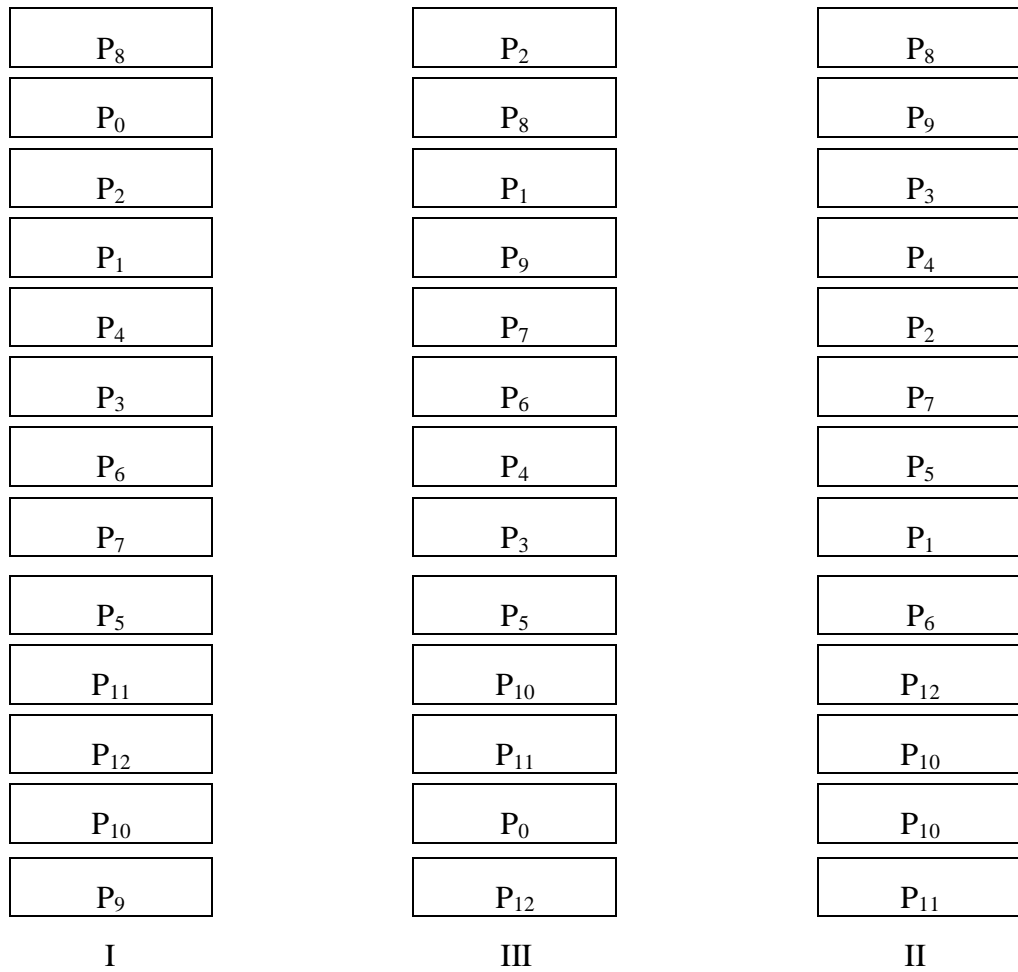 P₈ P₂ P₈
P₀ P₈ P₉
P₂ P₁ P₃
P₁ P₉ P₄
P₄ P₇ P₂
P₃ P₆ P₇
P₆ P₄ P₅
P₇ P₃ P₁
P₅ P₅ P₆
P₁₁ P₁₀ P₁₂
P₁₂ P₁₁ P₁₀
P₁₀ P₀ P₁₀
P₉ P₁₂ P₁₁
I III II